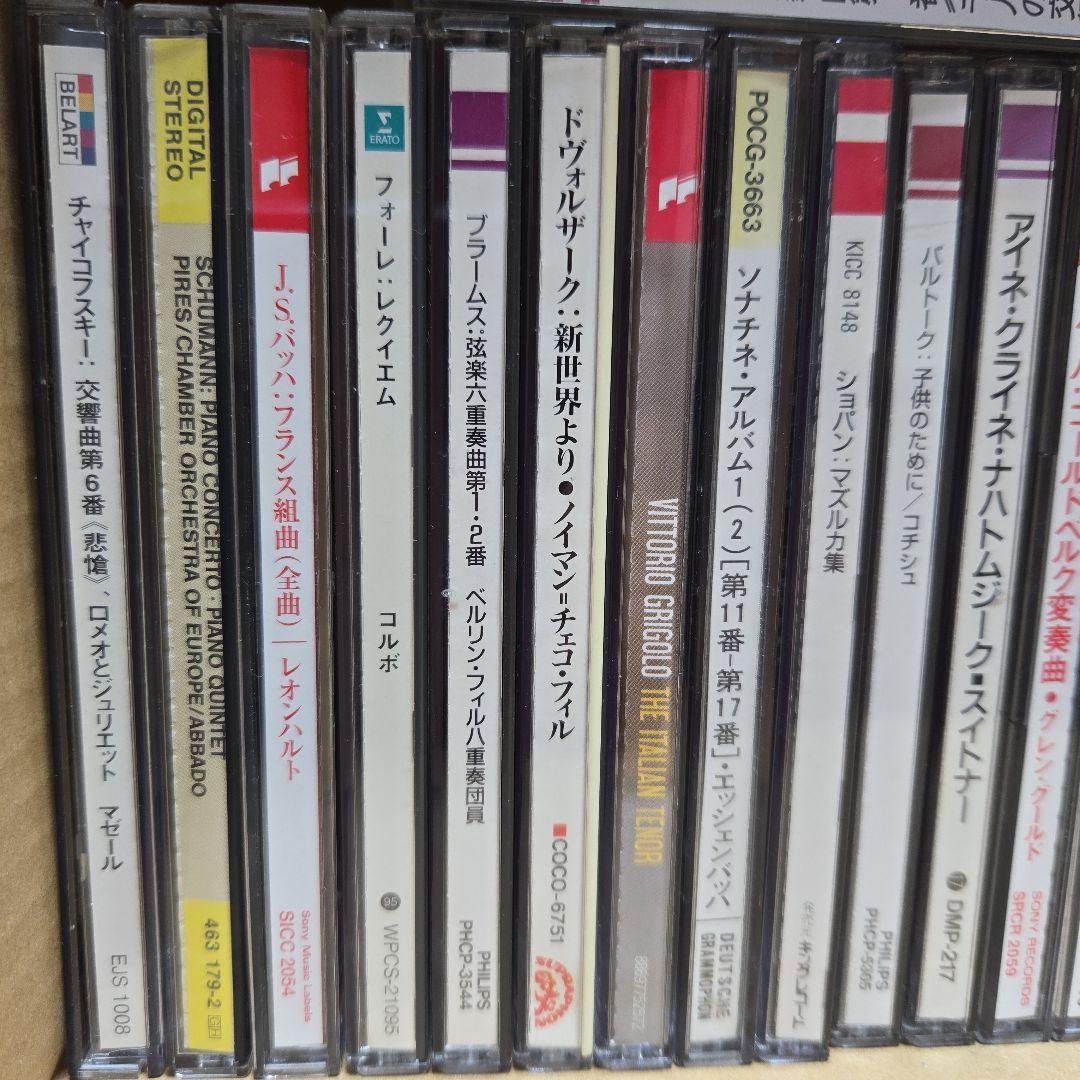 BELART
チャイコフスキー：交響曲第6番《悲愴》、ロメオとジュリエット マゼール
EJS 1008
DIGITAL
STEREO
SCHUMANN: PIANO CONCERTO · PIANO QUINTET
PIRES/CHAMBER ORCHESTRA OF EUROPE/ABBADO
463 179-2 GH
J.S.バッハ：フランス組曲（全曲）｜レオンハルト
Sony Music Labels
SICC 2054
ERATO
フォーレ：レクイエム コルボ
95 WPCS-21095
ブラームス：弦楽六重奏曲第1・2番 ベルリン・フィル八重奏団員
PHILIPS
PHCP-3544
ドヴォルザーク：新世界より●ノイマン＝チェコ・フィル
■COCO-6751
VITTORIO GRIGOLO THE ITALIAN TENOR
POCG-3663
ソナチネ・アルバム1（2）［第11番–第17番］・エッシェンバッハ
DEUTSCHE
GRAMMOPHON
KICC 8148
ショパン：マズルカ集
キングレコード
バルトーク：子供のために／コチシュ
PHILIPS
PHCP-5305
アイネ・クライネ・ナハトムジーク■スイトナー
DMP-217
ゴールドベルク変奏曲●グレン・グールド
SONY RECORDS
SRCR 2059